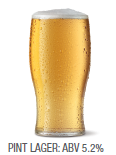 PINT LAGER: ABV 5.2%